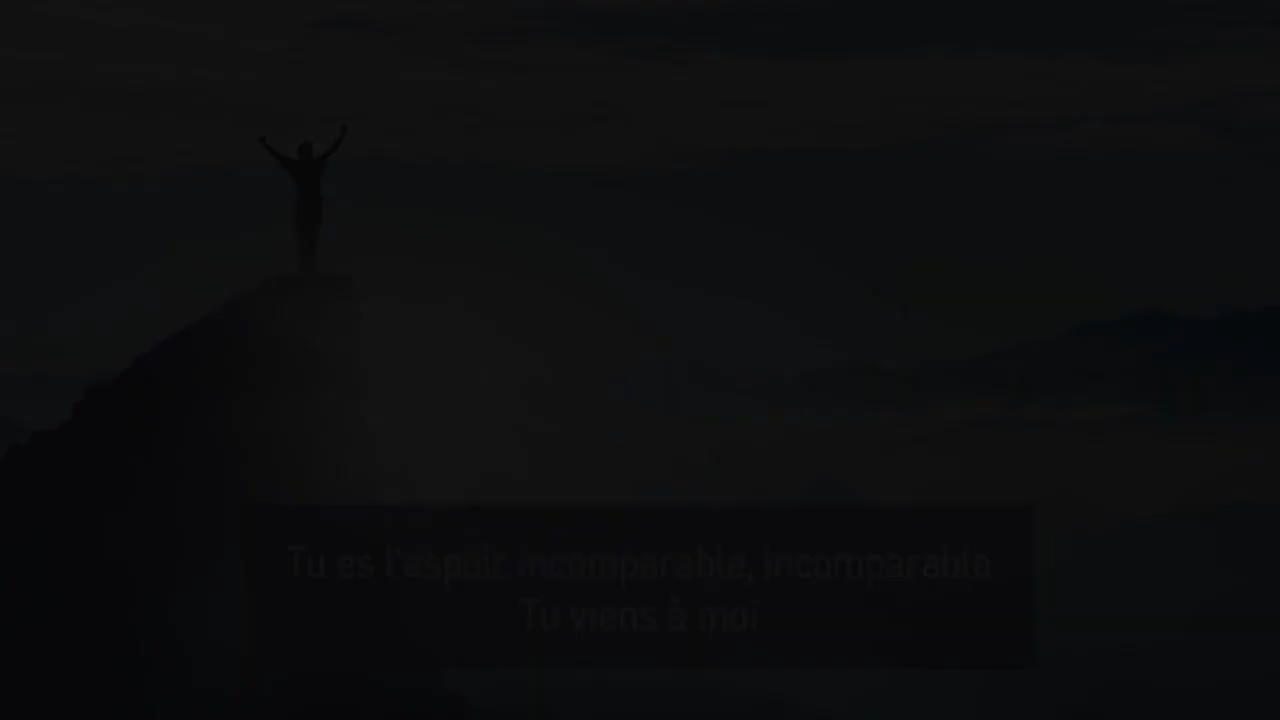 Tu es l'espoir incomparable, incomparable
Tu viens à moi